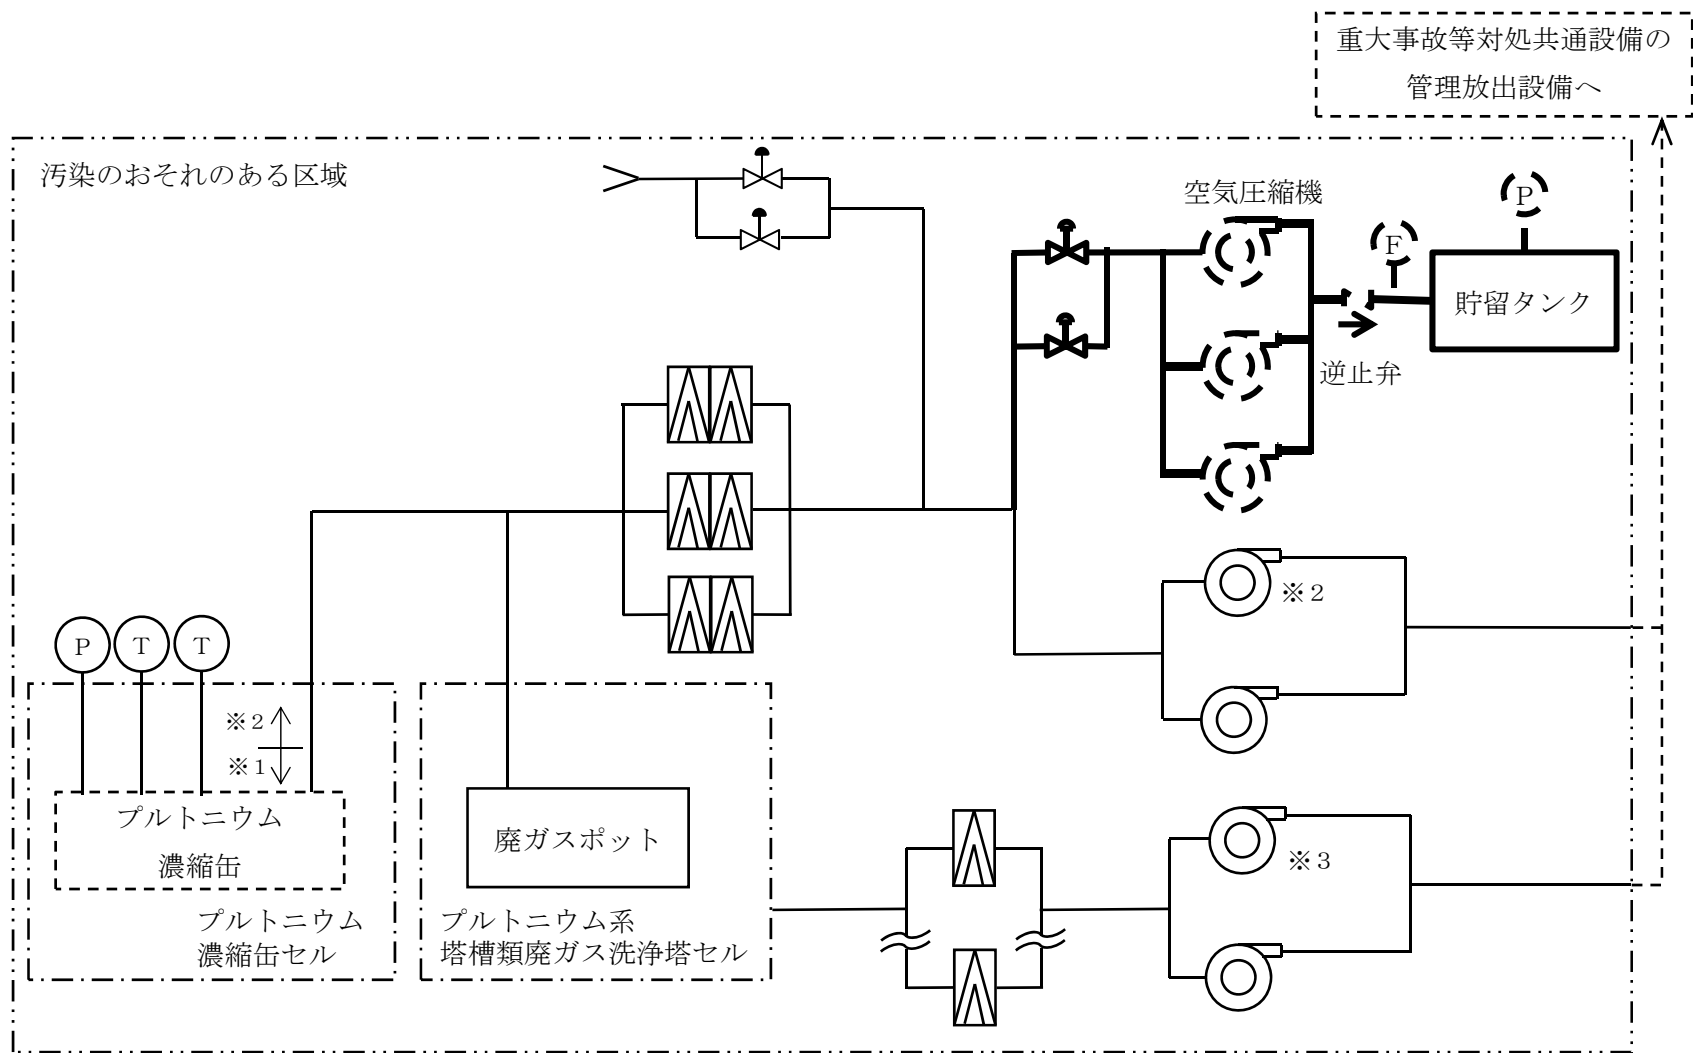 重大事故等対処共通設備の
管理放出設備へ
汚染のおそれのある区域
空気圧縮機
P
F
貯留タンク
逆止弁
※2
P
T
T
※2
※1
プルトニウム
濃縮缶
廃ガスポット
※3
プルトニウム
濃縮缶セル
プルトニウム系
塔槽類廃ガス洗浄塔セル